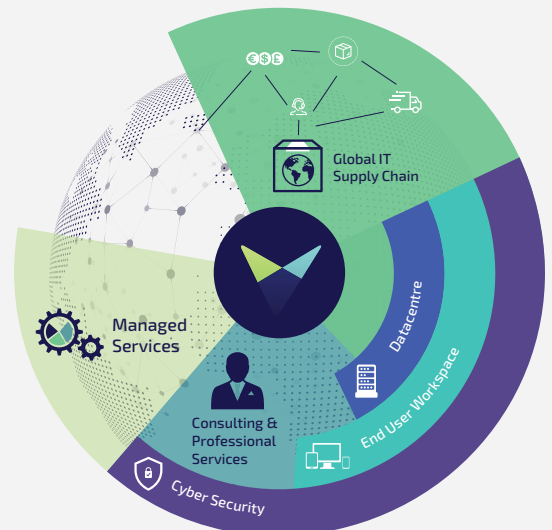 € $ £
Global IT
Supply Chain
Managed
Services
Datacentre
End User Workspace
Consulting &
Professional
Services
Cyber Security